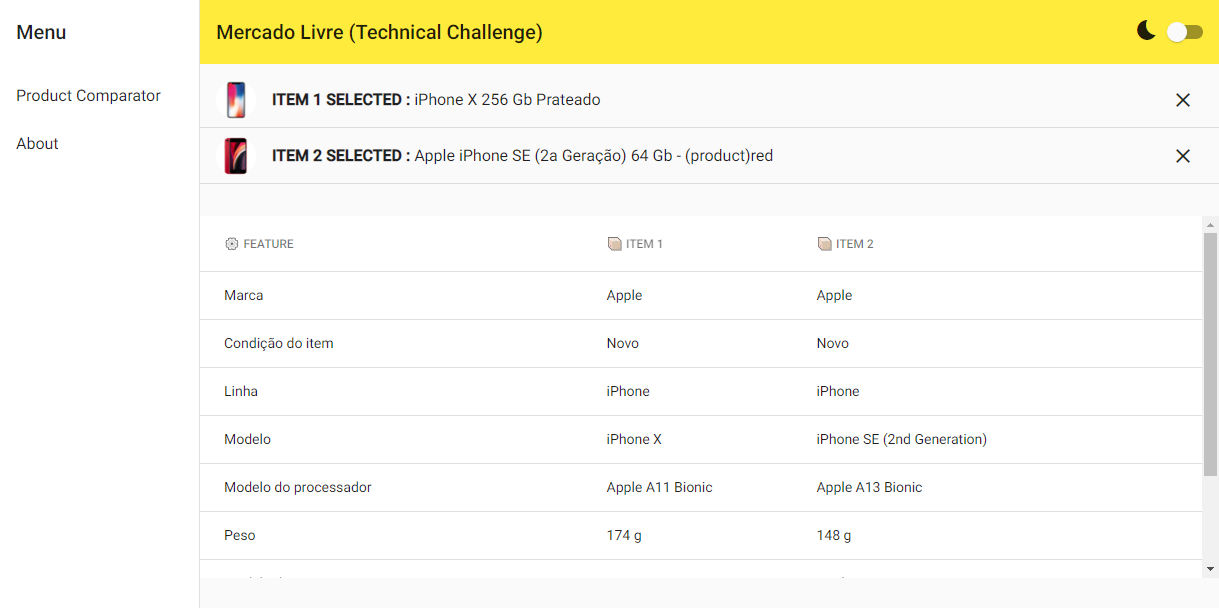 Menu
Mercado Livre (Technical Challenge)
Product Comparator
About
ITEM 1 SELECTED : iPhone X 256 Gb Prateado
ITEM 2 SELECTED : Apple iPhone SE (2a Geração) 64 Gb - (product)red
FEATURE ITEM 1 ITEM 2
Marca Apple Apple
Condição do item Novo Novo
Linha iPhone iPhone
Modelo iPhone X iPhone SE (2nd Generation)
Modelo do processador Apple A11 Bionic Apple A13 Bionic
Peso 174 g 148 g